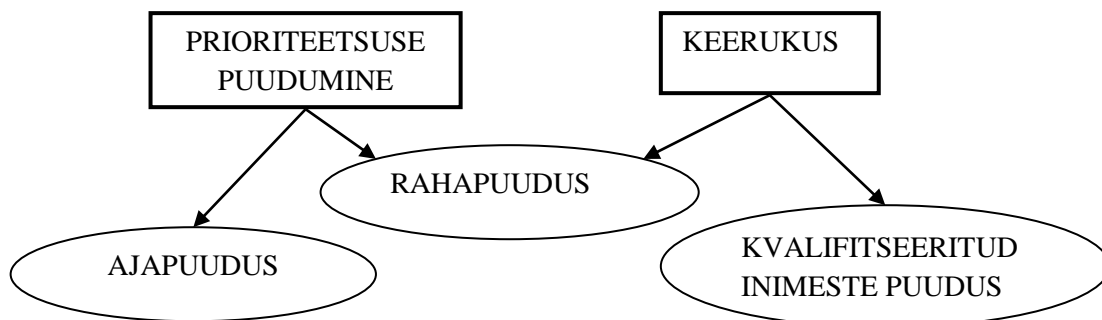 PRIORITEETSUSE
PUUDUMINE
KEERUKUS
RAHAPUUDUS
AJAPUUDUS
KVALIFITSEERITUD
INIMESTE PUUDUS